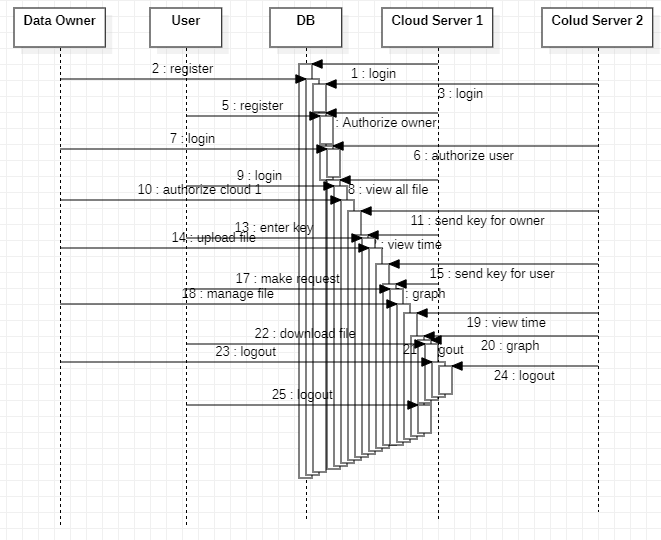 Data Owner
User
DB
Cloud Server 1
Colud Server 2
2 : register
1 : login
3 : login
5 : register
: Authorize owner
7 : login
6 : authorize user
9 : login
10 : authorize cloud 1
8 : view all file
11 : send key for owner
13 : enter key
14 : upload file
: view time
15 : send key for user
17 : make request
18 : manage file
: graph
19 : view time
22 : download file
20 : graph
23 : logout
21 gout
24 : logout
25 : logout